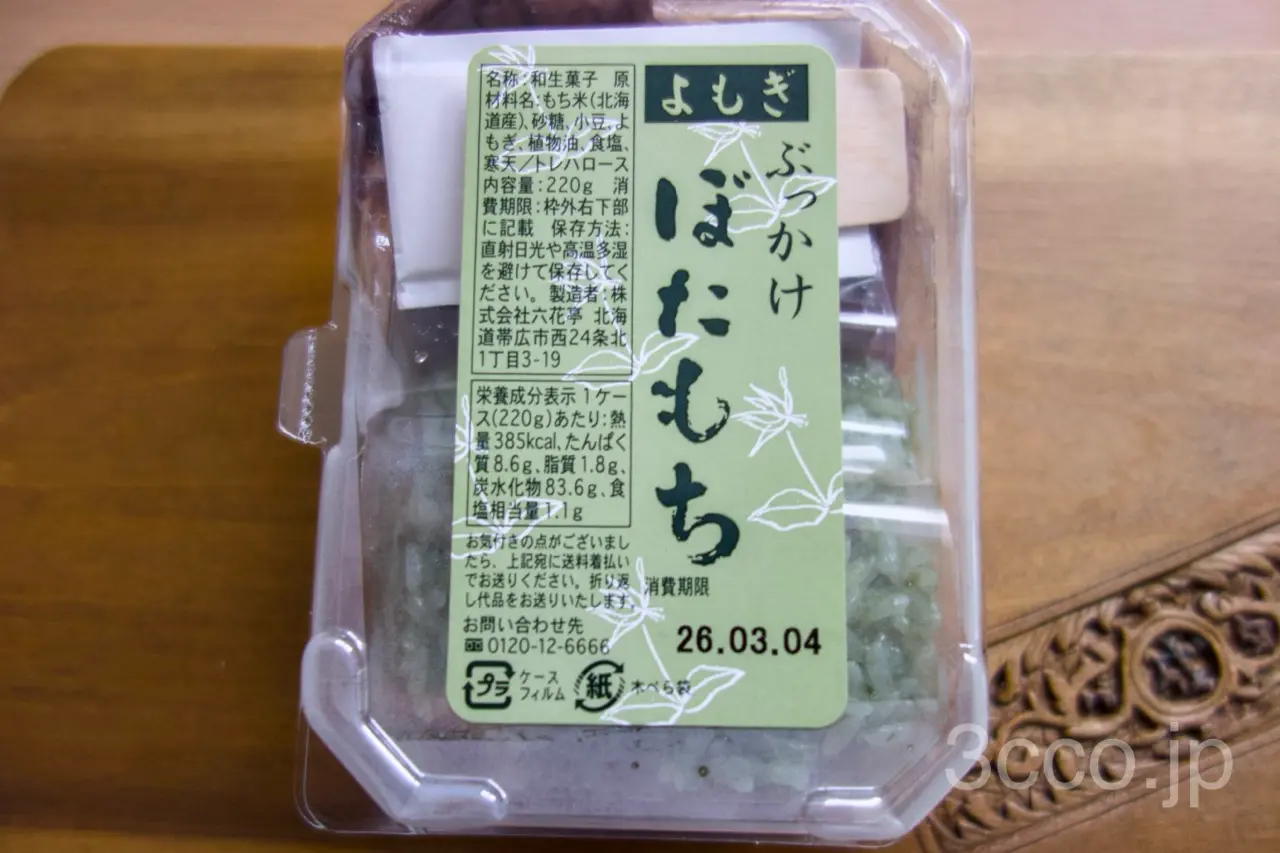 よもぎ
ぶっかけ
ぼたもち
名称:和生菓子 原
材料名:もち米(北海
道産)、砂糖、小豆、よ
もぎ、植物油、食塩、
寒天/トレハロース
内容量:220g 消
費期限:枠外右下部
に記載 保存方法:
直射日光や高温多湿
を避けて保存してく
ださい。 製造者:株
式会社六花亭 北海
道帯広市西24条北
1丁目3-19
栄養成分表示 1ケー
ス(220g)あたり:熱
量385kcal、たんぱく
質8.6g、脂質1.8g、
炭水化物83.6g、食
塩相当量1.1g
お気付きの点がございまし
たら、上記宛に送料着払い
でお送りください。折り返
し代品をお送りいたします。
お問い合わせ先
0120-12-6666
消費期限
26.03.04
プラ
ケース
フィルム
紙
木べら袋
3cco.jp